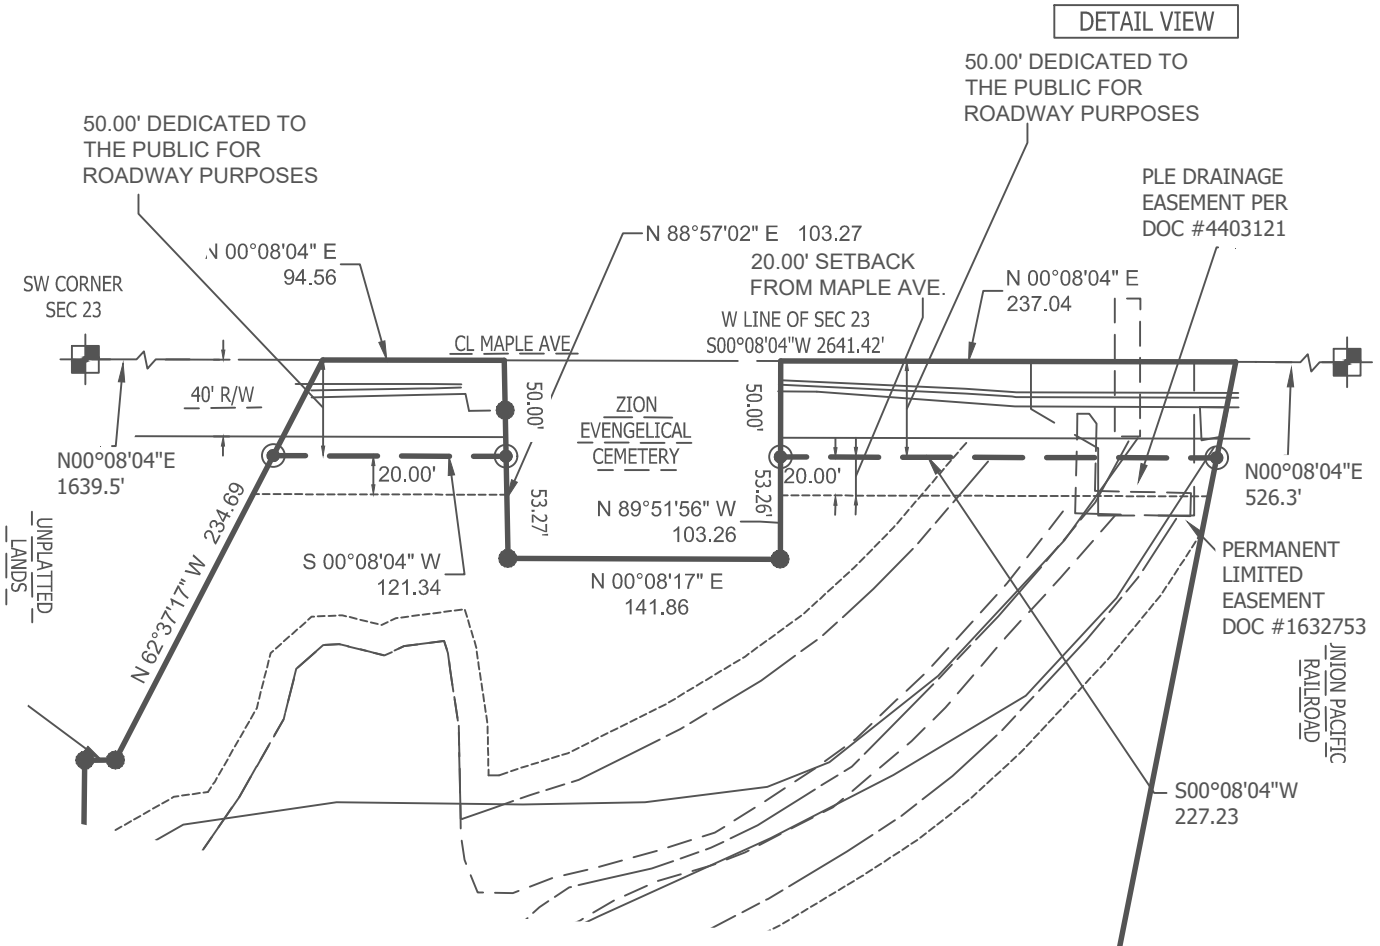 DETAIL VIEW
50.00' DEDICATED TO
THE PUBLIC FOR
ROADWAY PURPOSES
50.00' DEDICATED TO
THE PUBLIC FOR
ROADWAY PURPOSES
PLE DRAINAGE
EASEMENT PER
DOC #4403121
N 88°57'02" E 103.27
N 00°08'04" E
94.56
20.00' SETBACK
FROM MAPLE AVE.
N 00°08'04" E
237.04
SW CORNER
SEC 23
W LINE OF SEC 23
S00°08'04"W 2641.42'
CL MAPLE AVE
40' R/W
50.00'
ZION
EVENGELICAL
CEMETERY
50.00'
N00°08'04"E
1639.5'
20.00'
53.27'
53.26'
20.00'
N00°08'04"E
526.3'
N 89°51'56" W
103.26
UNPLATTED
LANDS
N 62°37'17" W 234.69
S 00°08'04" W
121.34
N 00°08'17" E
141.86
PERMANENT
LIMITED
EASEMENT
DOC #1632753
UNION PACIFIC
RAILROAD
S00°08'04"W
227.23